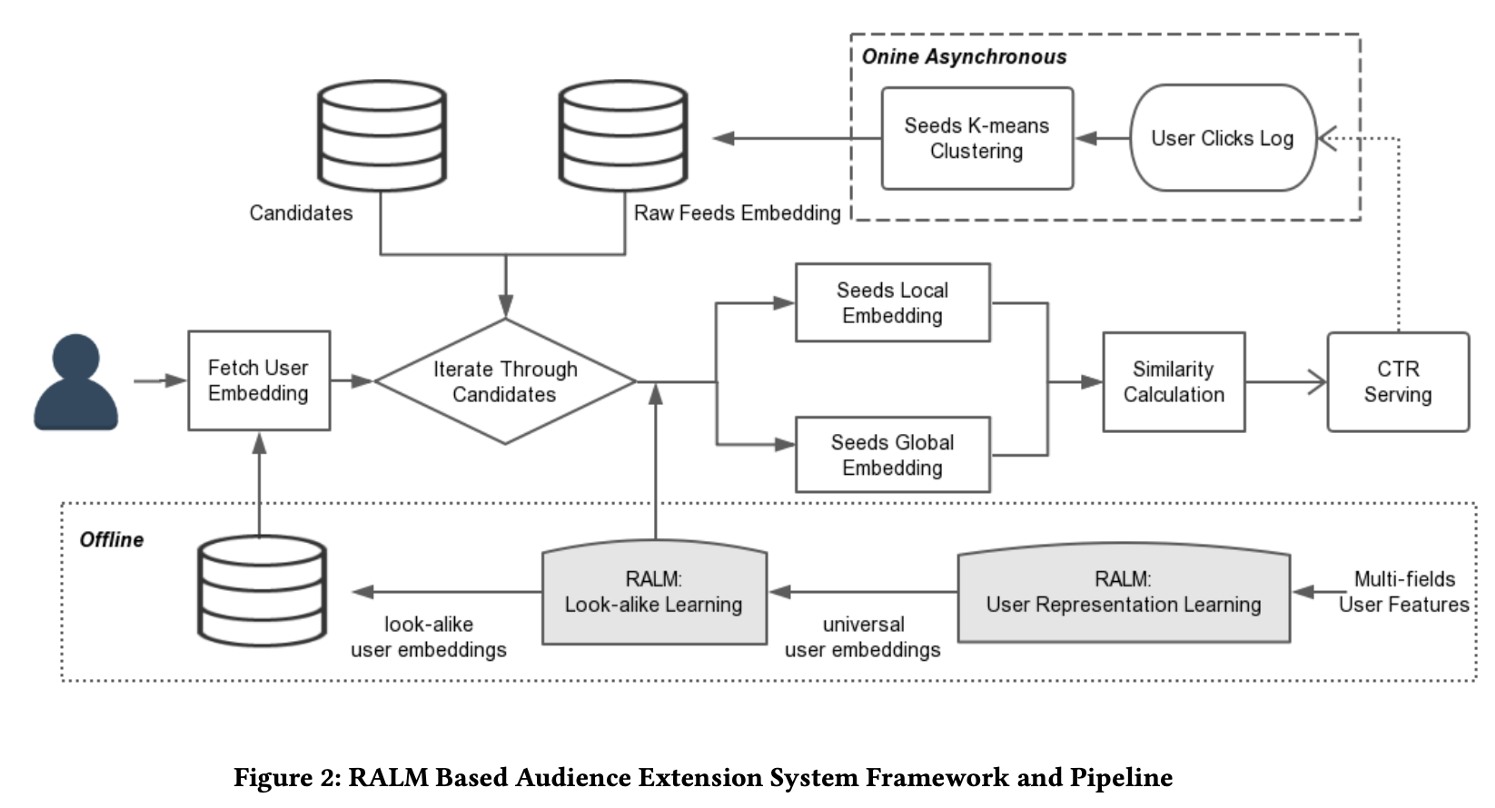 Onine Asynchronous
Seeds K-means
Clustering
User Clicks Log
Candidates
Raw Feeds Embedding
Fetch User
Embedding
Iterate Through
Candidates
Seeds Local
Embedding
Seeds Global
Embedding
Similarity
Calculation
CTR
Serving
Offline
look-alike
user embeddings
RALM:
Look-alike Learning
universal
user embeddings
RALM:
User Representation Learning
Multi-fields
User Features
Figure 2: RALM Based Audience Extension System Framework and Pipeline